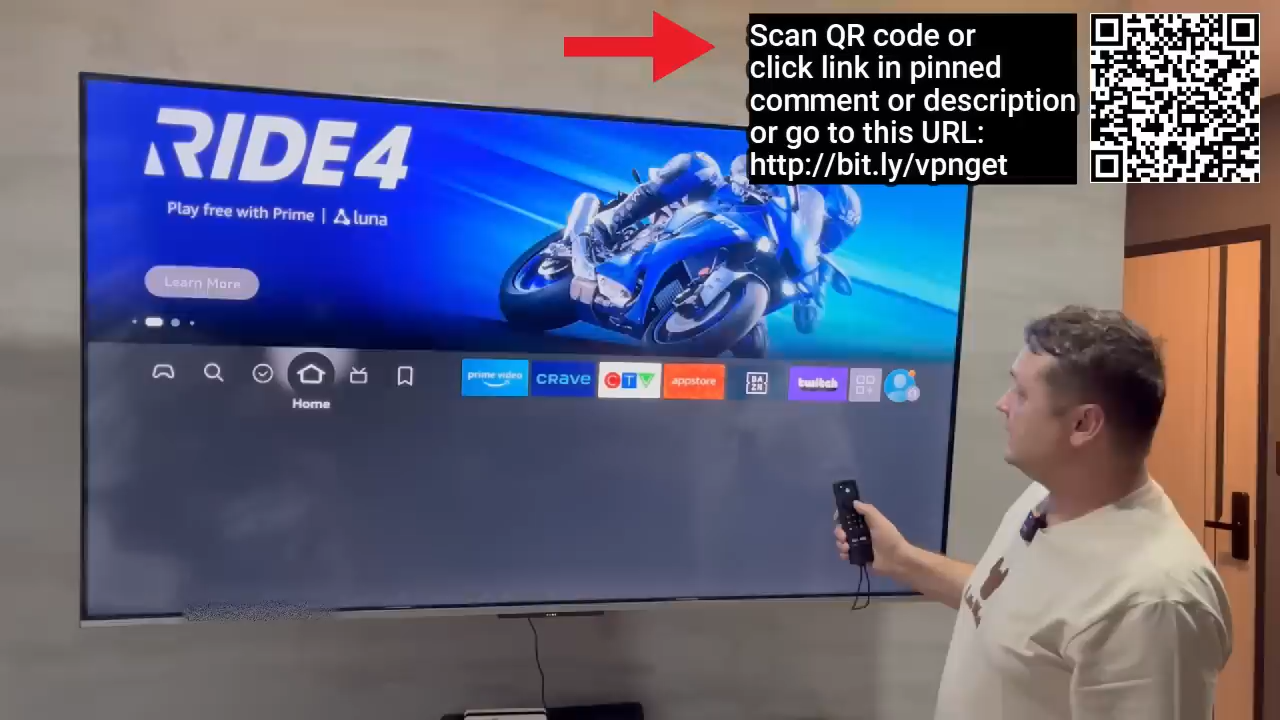 Scan QR code or
click link in pinned
comment or description
or go to this URL:
http://bit.ly/vpnget
RIDE4
Play free with Prime | luna
Learn More
Home
prime video
CRAVE
CTV
appstore
DAZN
twitch